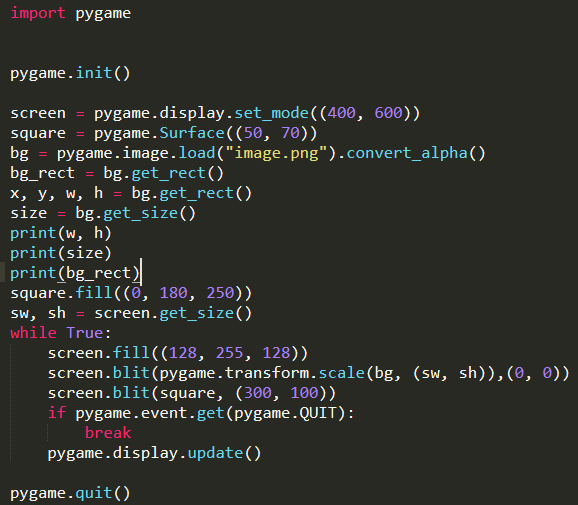 import pygame
pygame.init()
screen = pygame.display.set_mode((400, 600))
square = pygame.Surface((50, 70))
bg = pygame.image.load("image.png").convert_alpha()
bg_rect = bg.get_rect()
x, y, w, h = bg.get_rect()
size = bg.get_size()
print(w, h)
print(size)
print(bg_rect)
square.fill((0, 180, 250))
sw, sh = screen.get_size()
while True:
    screen.fill((128, 255, 128))
    screen.blit(pygame.transform.scale(bg, (sw, sh)),(0, 0))
    screen.blit(square, (300, 100))
    if pygame.event.get(pygame.QUIT):
        break
    pygame.display.update()
pygame.quit()